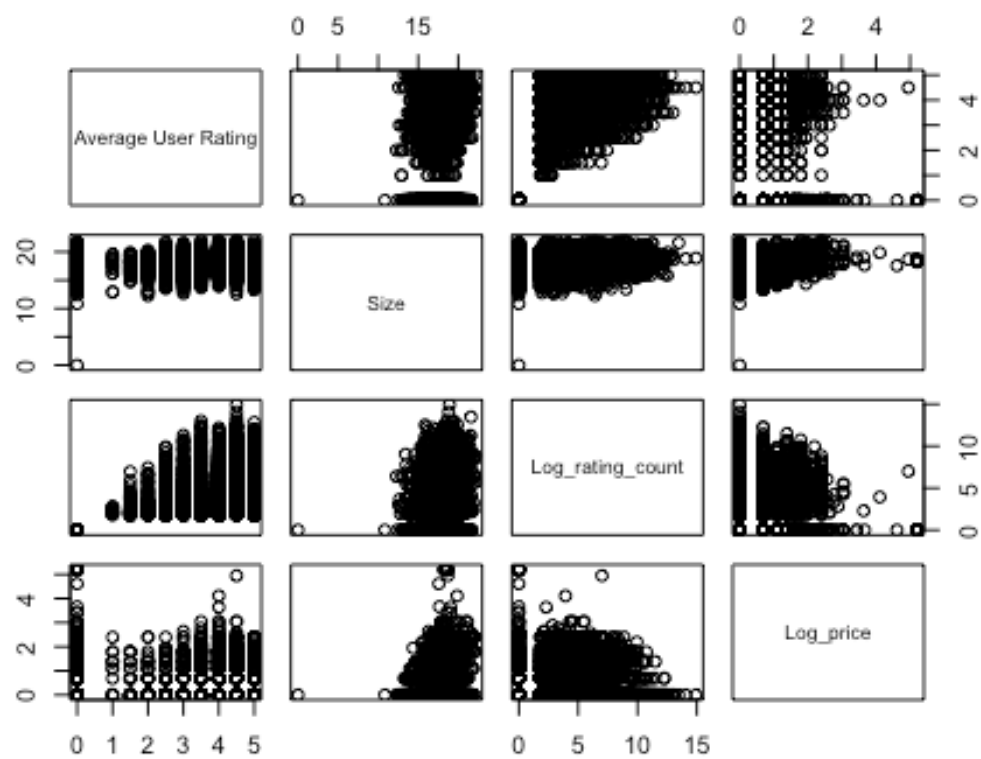 0 5 15 0 2 4
Average User Rating
0 2 4
0 10 20
Size
Log_rating_count
0 5 10
0 2 4
Log_price
0 1 2 3 4 5 0 5 10 15